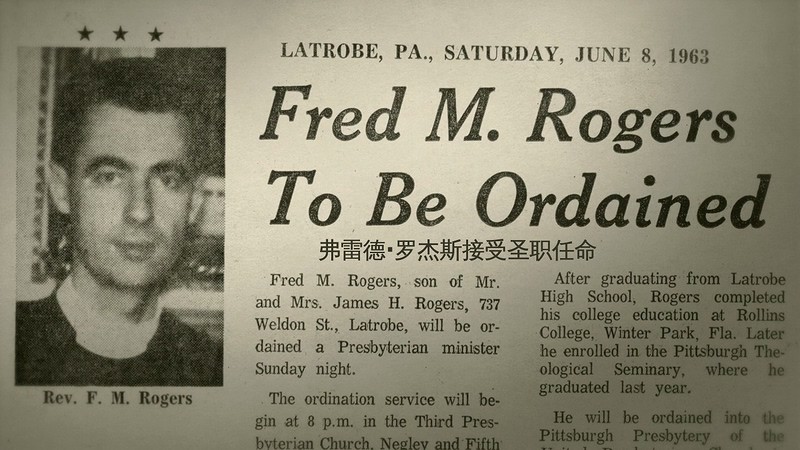 ★ ★ ★
LATROBE, PA., SATURDAY, JUNE 8, 1963
Fred M. Rogers
To Be Ordained
弗雷德·罗杰斯接受圣职任命
Rev. F. M. Rogers
Fred M. Rogers, son of Mr.
and Mrs. James H. Rogers, 737
Weldon St., Latrobe, will be or-
dained a Presbyterian minister
Sunday night.
The ordination service will be-
gin at 8 p.m. in the Third Pres-
byterian Church, Negley and Fifth
After graduating from Latrobe
High School, Rogers completed
his college education at Rollins
College, Winter Park, Fla. Later
he enrolled in the Pittsburgh The-
ological Seminary, where he
graduated last year.
He will be ordained into the
Pittsburgh Presbytery of the